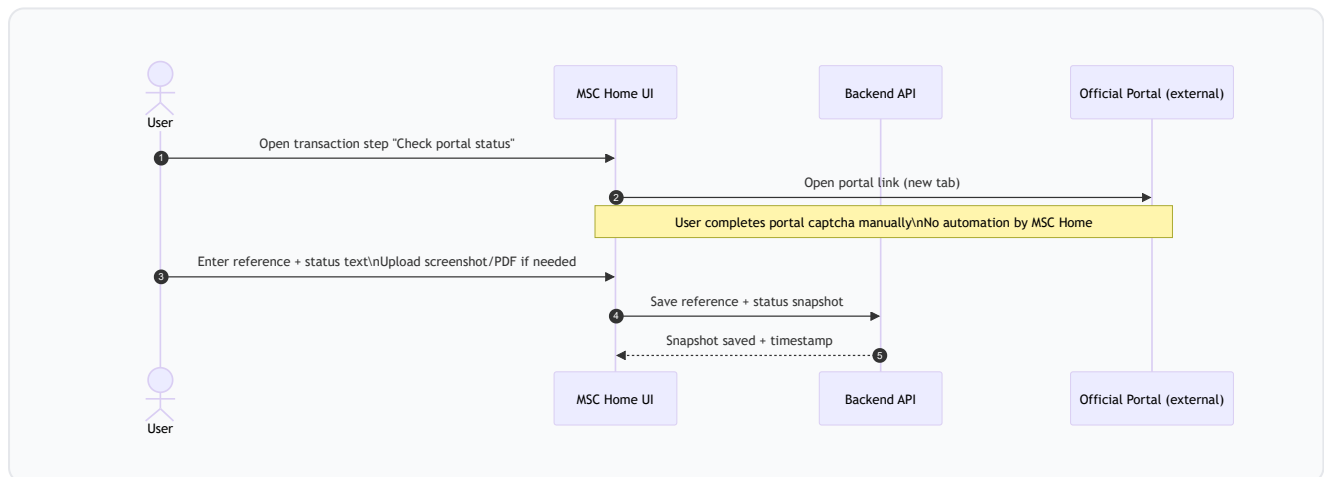 MSC Home UI
Backend API
Official Portal (external)
User
Open transaction step "Check portal status"
1
Open portal link (new tab)
2
User completes portal captcha manually\nNo automation by MSC Home
Enter reference + status text\nUpload screenshot/PDF if needed
3
Save reference + status snapshot
4
Snapshot saved + timestamp
5
MSC Home UI
Backend API
Official Portal (external)
User